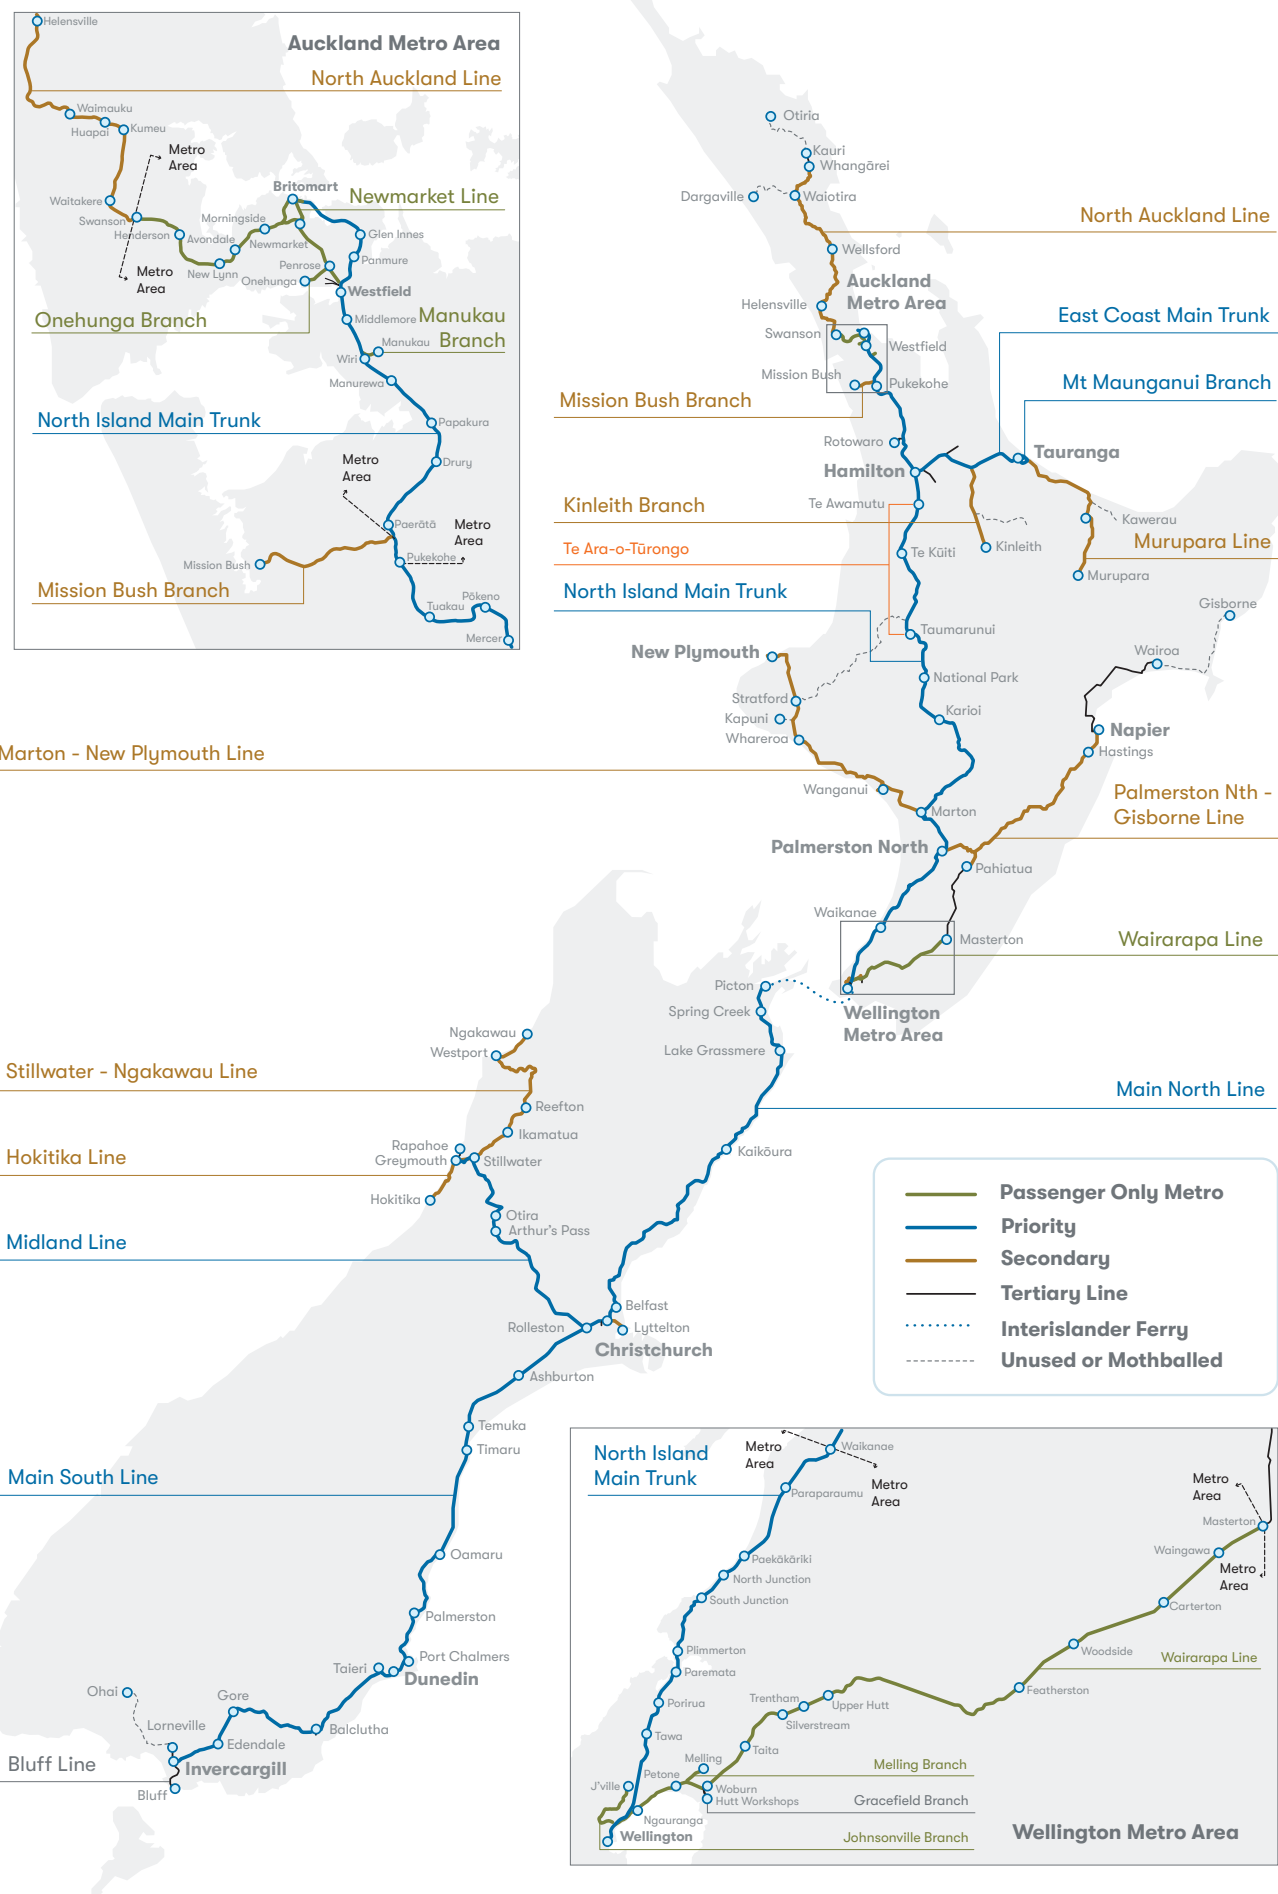 Helensville
Auckland Metro Area
North Auckland Line
Waimauku
Huapai
Kumeu
Metro
Area
Waitakere
Swanson
Henderson
Morningside
Avondale
New Lynn
Britomart
Newmarket Line
Newmarket
Glen Innes
Panmure
Penrose
Onehunga
Metro
Area
Westfield
Onehunga Branch
Middlemore
Manukau
Branch
Manukau
Wiri
Manurewa
North Island Main Trunk
Papakura
Metro
Area
Drury
Paerātā
Metro
Area
Mission Bush
Pukekohe
Mission Bush Branch
Pōkeno
Tuakau
Mercer
Otiria
Kauri
Whangārei
Dargaville
Waiotira
North Auckland Line
Wellsford
Auckland
Metro Area
Helensville
East Coast Main Trunk
Swanson
Westfield
Mission Bush
Pukekohe
Mt Maunganui Branch
Mission Bush Branch
Rotowaro
Tauranga
Hamilton
Kinleith Branch
Te Awamutu
Kawerau
Te Ara-o-Tūrongo
Te Kūiti
Kinleith
Murupara Line
Murupara
North Island Main Trunk
Gisborne
Taumarunui
New Plymouth
Wairoa
National Park
Stratford
Kapuni
Karioi
Whareroa
Napier
Hastings
Marton - New Plymouth Line
Wanganui
Marton
Palmerston Nth -
Gisborne Line
Palmerston North
Pahiatua
Waikanae
Masterton
Wairarapa Line
Picton
Spring Creek
Wellington
Metro Area
Ngakawau
Westport
Lake Grassmere
Stillwater - Ngakawau Line
Main North Line
Reefton
Ikamatua
Rapahoe
Greymouth
Stillwater
Kaikōura
Hokitika Line
Hokitika
Otira
Arthur's Pass
Midland Line
Passenger Only Metro
Priority
Secondary
Tertiary Line
Interislander Ferry
Unused or Mothballed
Belfast
Rolleston
Lyttelton
Christchurch
Ashburton
Temuka
Timaru
Main South Line
Oamaru
Palmerston
Port Chalmers
Taieri
Dunedin
Ohai
Gore
Lorneville
Balclutha
Edendale
Bluff Line
Invercargill
Bluff
North Island
Main Trunk
Metro
Area
Waikanae
Paraparaumu
Metro
Area
Metro
Area
Masterton
Waingawa
Metro
Area
Paekākāriki
North Junction
South Junction
Carterton
Plimmerton
Woodside
Paremata
Wairarapa Line
Featherston
Porirua
Trentham
Upper Hutt
Silverstream
Tawa
Taita
Melling
Melling Branch
Petone
J'ville
Woburn
Hutt Workshops
Gracefield Branch
Ngauranga
Wellington
Johnsonville Branch
Wellington Metro Area